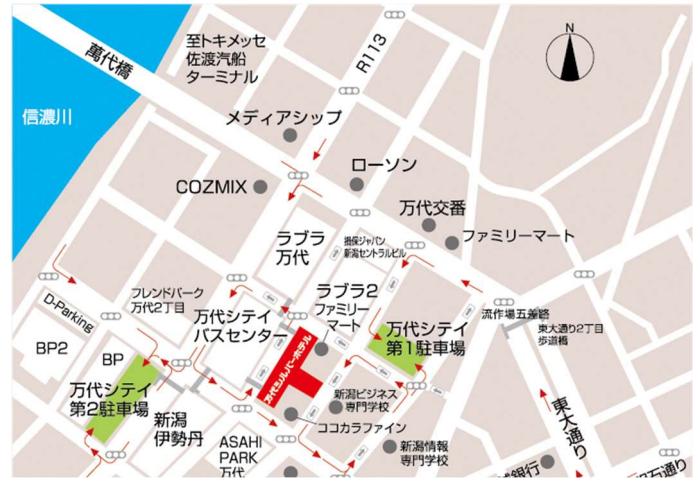 N
至トキメッセ
佐渡汽船
ターミナル
R113
萬代橋
信濃川
メディアシップ
ローソン
COZMIX
万代交番
ファミリーマート
ラブラ
万代
損保ジャパン
新潟セントラルビル
フレンドパーク
万代2丁目
ラブラ2
ファミリー
マート
D-Parking
万代シテイ
バスセンター
万代シテイ
第1駐車場
流作場五差路
東大通り2丁目
歩道橋
BP2
BP
万代シルバーホテル
万代シテイ
第2駐車場
新潟ビジネス
専門学校
新潟
伊勢丹
ココカラファイン
東大通り
ASAHI
PARK
万代
新潟情報
専門学校
銀行
明石通り